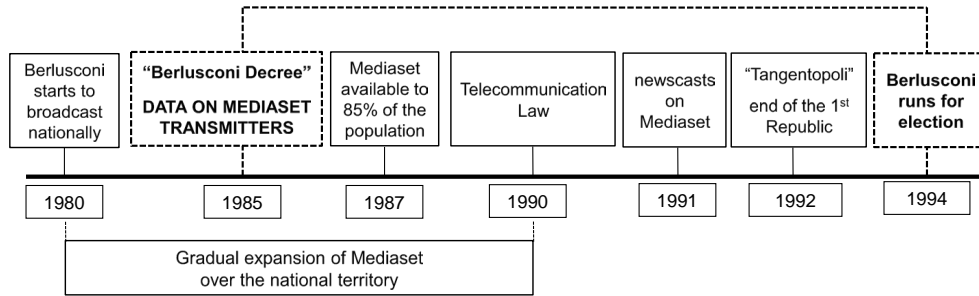 Berlusconi
starts to
broadcast
nationally
“Berlusconi Decree”
DATA ON MEDIASET
TRANSMITTERS
Mediaset
available to
85% of the
population
Telecommunication
Law
newscasts
on
Mediaset
“Tangentopoli”
end of the 1st
Republic
Berlusconi
runs for
election
1980
1985
1987
1990
1991
1992
1994
Gradual expansion of Mediaset
over the national territory